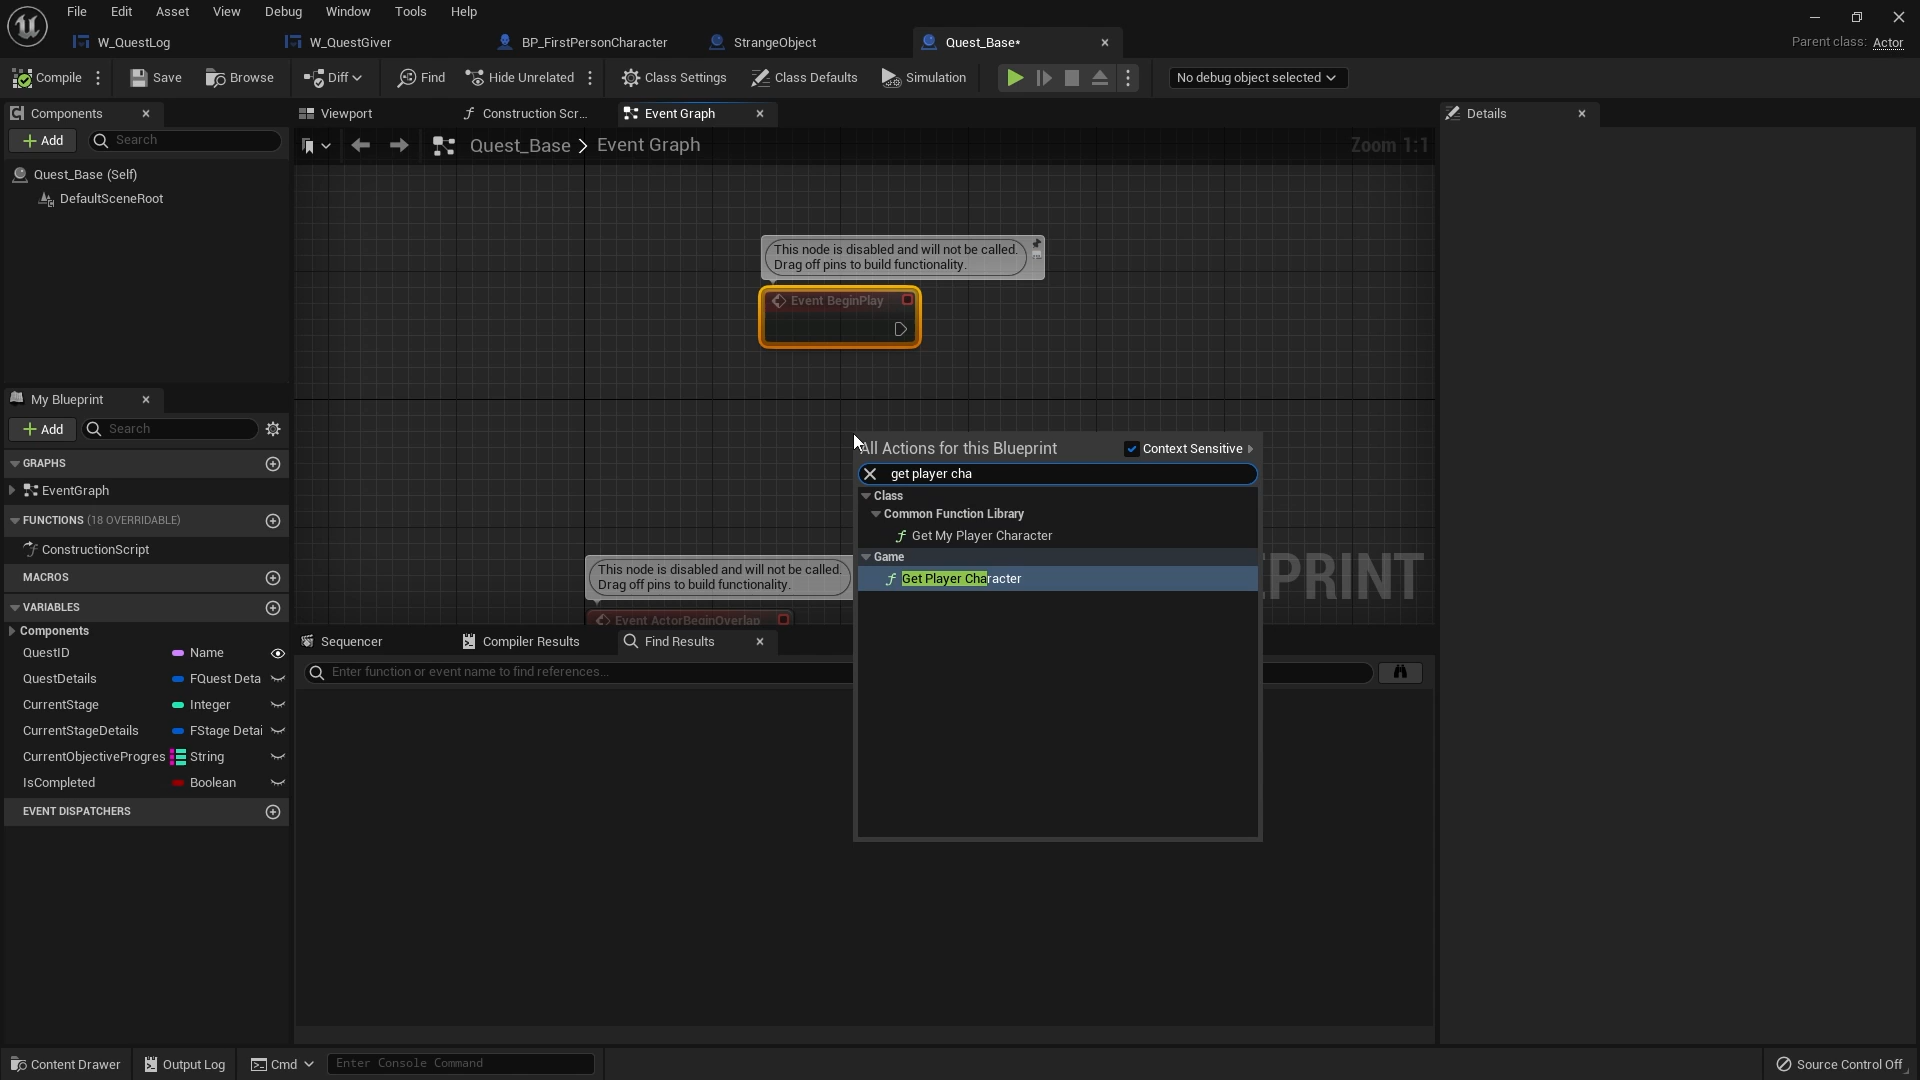 File Edit Asset View Debug Window Tools Help
W_QuestLog W_QuestGiver BP_FirstPersonCharacter StrangeObject Quest_Base* Parent class: Actor
Compile Save Browse Diff Find Hide Unrelated Class Settings Class Defaults Simulation No debug object selected
Components Viewport Construction Scr... Event Graph Details
Add Search
Quest_Base > Event Graph Zoom 1:1
Quest_Base (Self)
DefaultSceneRoot
This node is disabled and will not be called.
Drag off pins to build functionality.
Event BeginPlay
My Blueprint
Add Search
GRAPHS
EventGraph
FUNCTIONS (18 OVERRIDABLE)
ConstructionScript
MACROS
VARIABLES
Components
QuestID Name
QuestDetails FQuest Deta
CurrentStage Integer
CurrentStageDetails FStage Detai
CurrentObjectiveProgres String
IsCompleted Boolean
EVENT DISPATCHERS
All Actions for this Blueprint Context Sensitive
get player cha
Class
Common Function Library
Get My Player Character
Game
Get Player Character
EPRINT
This node is disabled and will not be called.
Drag off pins to build functionality.
Event ActorBeginOverlap
Sequencer Compiler Results Find Results
Enter function or event name to find references...
Content Drawer Output Log Cmd Enter Console Command Source Control Off